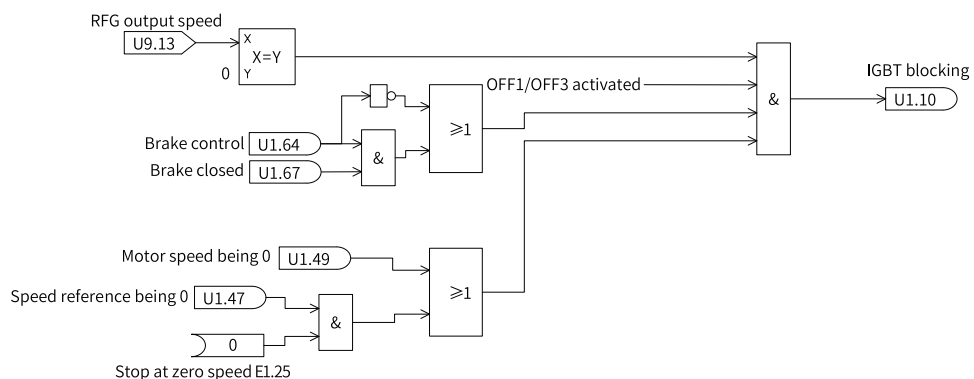 RFG output speed
U9.13
X
X=Y
0
Y
IGBT blocking
OFF1/OFF3 activated
&
U1.10
≥1
Brake control
U1.64
&
Brake closed
U1.67
Motor speed being 0
U1.49
≥1
Speed reference being 0
U1.47
&
0
Stop at zero speed E1.25